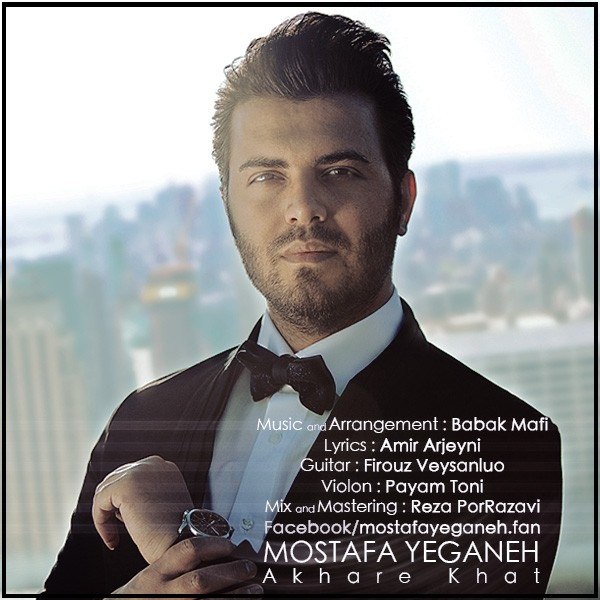 Music and Arrangement : Babak Mafi
Lyrics : Amir Arjeyni
Guitar : Firouz Veysanluo
Violon : Payam Toni
Mix and Mastering : Reza PorRazavi
Facebook/mostafayeganeh.fan
MOSTAFA YEGANEH
Akhare Khat